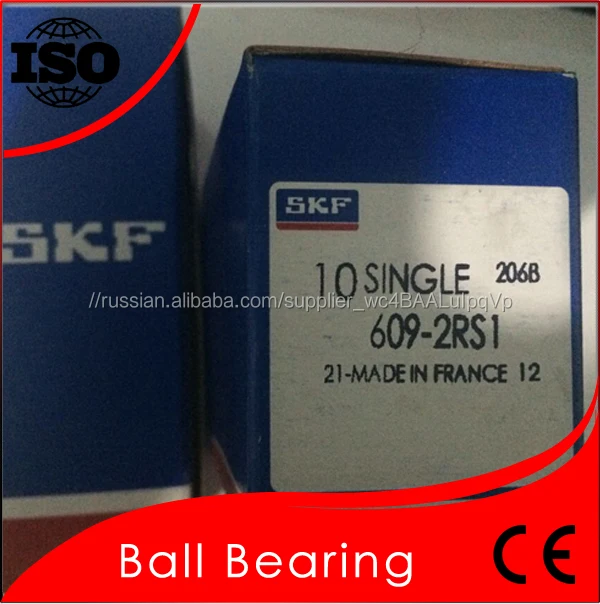 ISO
SKF
SKF
10 SINGLE 206B
//russian.alibaba.com/supplier_wc4BAALuIpqVp
609-2RS1
21-MADE IN FRANCE 12
Ball Bearing
CE